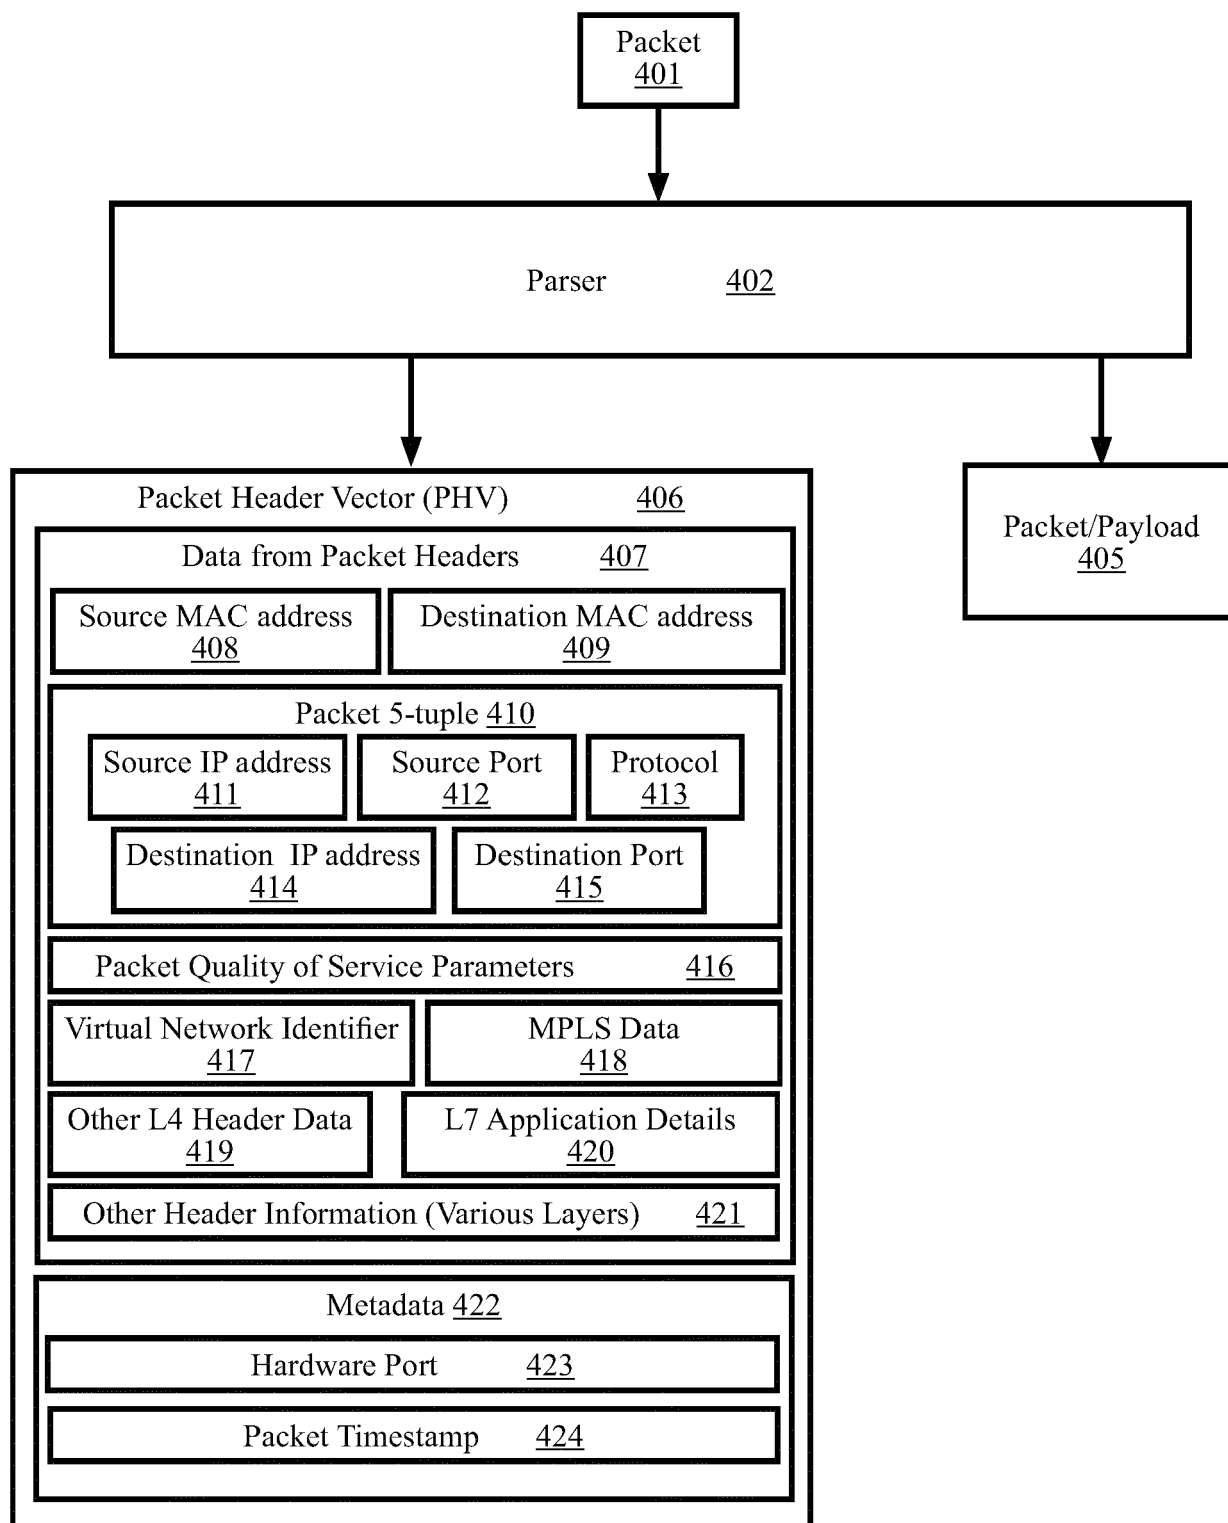 Packet
401
Parser 402
Packet Header Vector (PHV) 406
Data from Packet Headers 407
Source MAC address
408
Destination MAC address
409
Packet 5-tuple 410
Source IP address
411
Source Port
412
Protocol
413
Destination IP address
414
Destination Port
415
Packet Quality of Service Parameters 416
Virtual Network Identifier
417
MPLS Data
418
Other L4 Header Data
419
L7 Application Details
420
Other Header Information (Various Layers) 421
Metadata 422
Hardware Port 423
Packet Timestamp 424
Packet/Payload
405